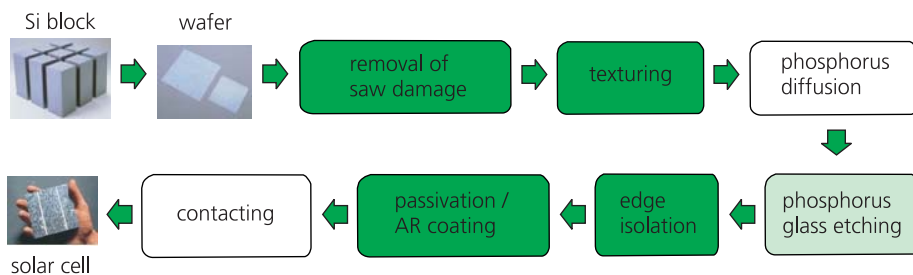 Si block
wafer
removal of
saw damage
texturing
phosphorus
diffusion
phosphorus
glass etching
edge
isolation
passivation /
AR coating
contacting
solar cell